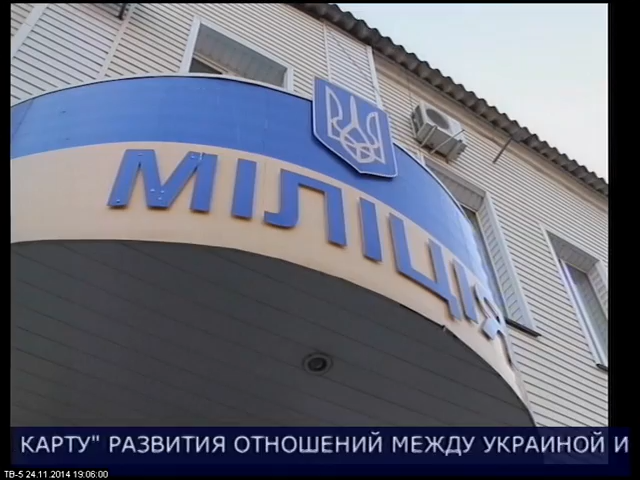 МІЛІЦІЯ
КАРТУ" РАЗВИТИЯ ОТНОШЕНИЙ МЕЖДУ УКРАИНОЙ И
ТВ-5 24.11.2014 19:06:00